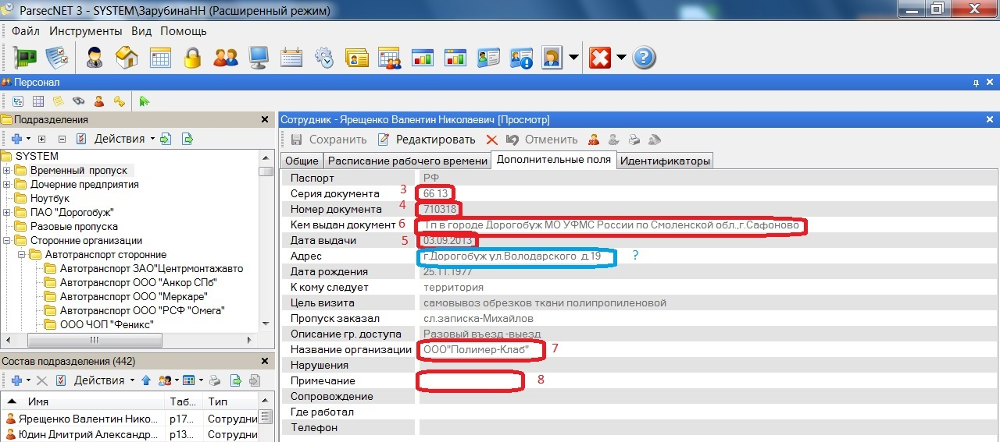 ParsecNET 3 - SYSTEM\ЗарубинаНН (Расширенный режим)
Файл Инструменты Вид Помощь
Персонал
Подразделения
Действия
SYSTEM
Временный пропуск
Дочерние предприятия
Ноутбук
ПАО "Дорогобуж"
Разовые пропуска
Сторонние организации
Автотранспорт сторонние
Автотранспорт ЗАО"Центрмонтажавто
Автотранспорт ООО "Анкор СПб"
Автотранспорт ООО "Меркаре"
Автотранспорт ООО "РСФ "Омега"
ООО ЧОП "Феникс"
Состав подразделения (442)
Действия
Имя Таб... Тип
Ярещенко Валентин Нико... р17... Сотрудни
Юдин Дмитрий Александр... р13... Сотрудни
Сотрудник - Ярещенко Валентин Николаевич [Просмотр]
Сохранить Редактировать Отменить
Общие Расписание рабочего времени Дополнительные поля Идентификаторы
Паспорт РФ
Серия документа 3 66 13
Номер документа 4 710318
Кем выдан документ 6 Тп в городе Дорогобуж МО УФМС России по Смоленской обл.,г.Сафоново
Дата выдачи 5 03.09.2013
Адрес г.Дорогобуж ул.Володарского д.19 ?
Дата рождения 25.11.1977
К кому следует территория
Цель визита самовывоз обрезков ткани полипропиленовой
Пропуск заказал сл.записка-Михайлов
Описание гр. доступа Разовый въезд -выезд
Название организации ООО"Полимер-Клаб" 7
Нарушения
Примечание 8
Сопровождение
Где работал
Телефон